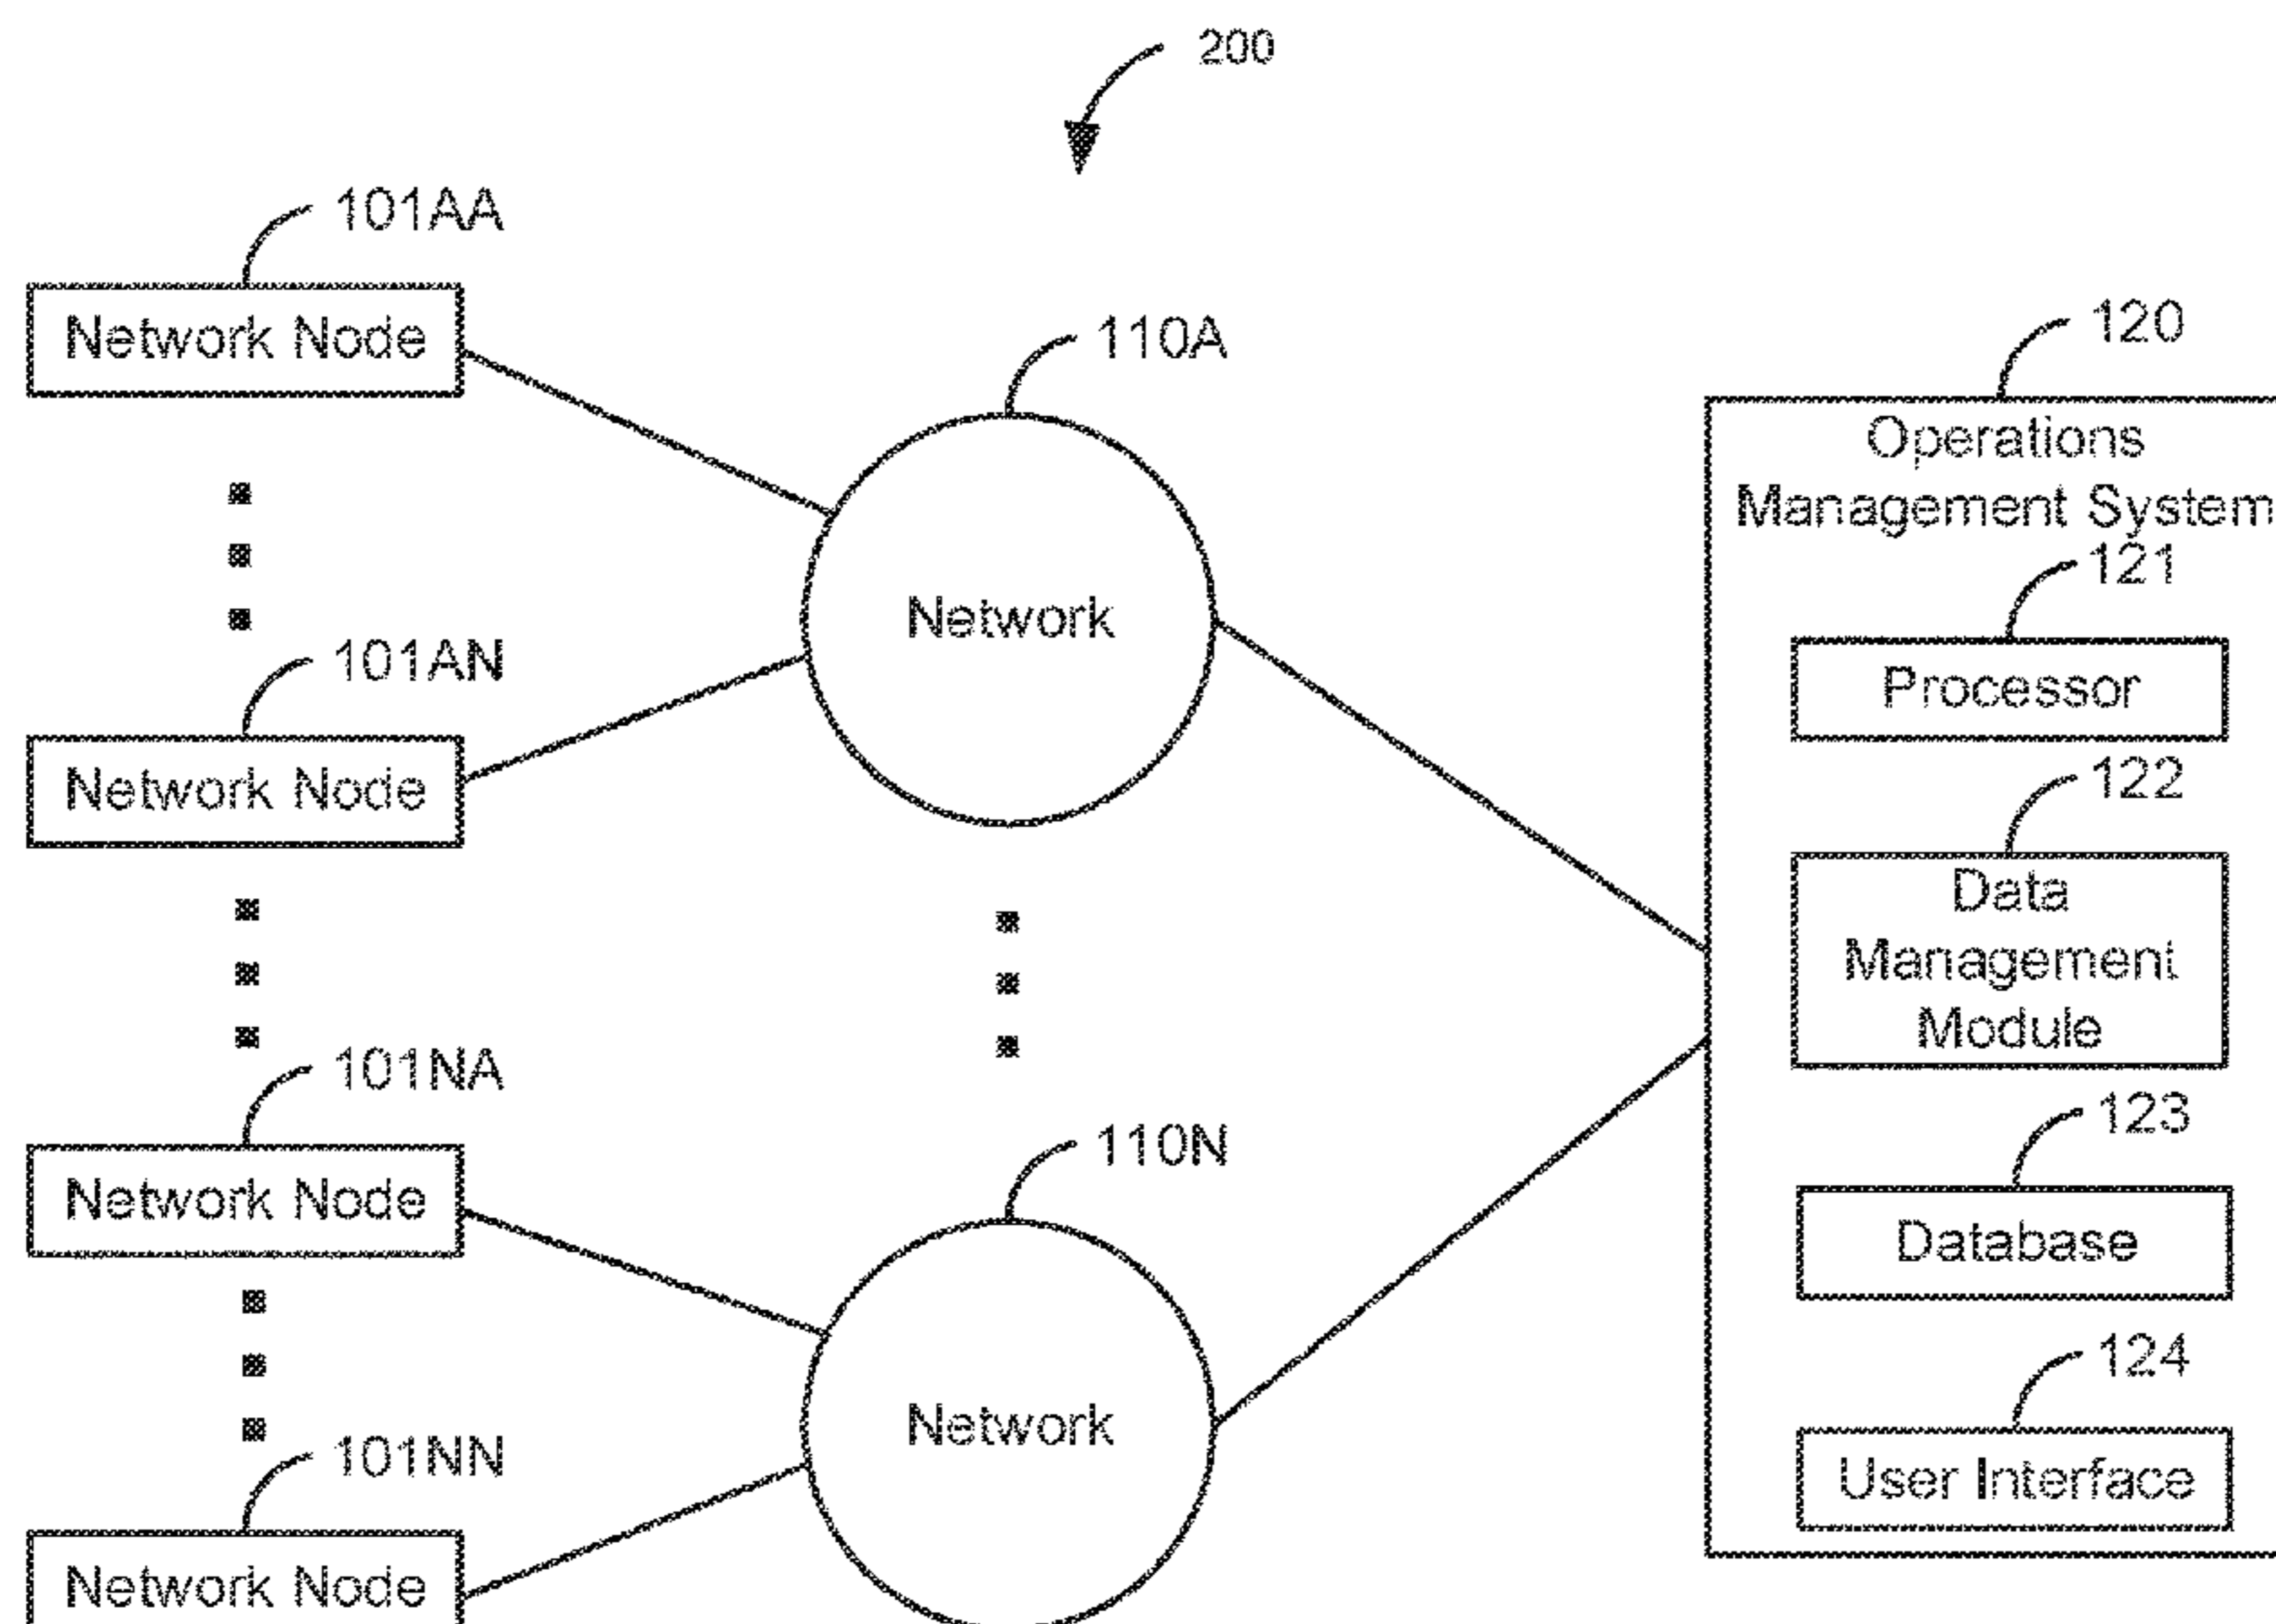 200
101AA
Network Node
110A
120
Operations
Management System
121
Processor
Network
101AN
Network Node
122
Data
Management
Module
101NA
Network Node
110N
123
Database
124
User Interface
Network
101NN
Network Node